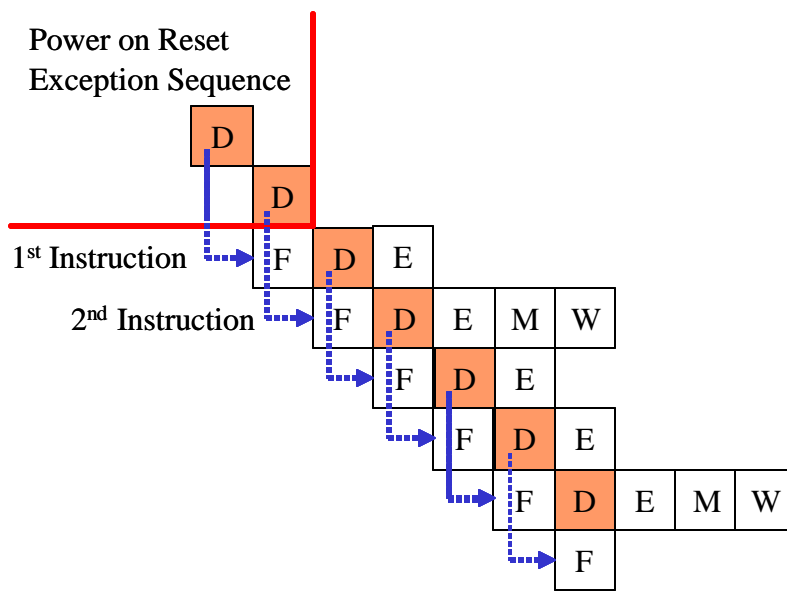 Power on Reset
Exception Sequence
D
D
1st Instruction F D E
2nd Instruction F D E M W
F D E
F D E
F D E M W
F